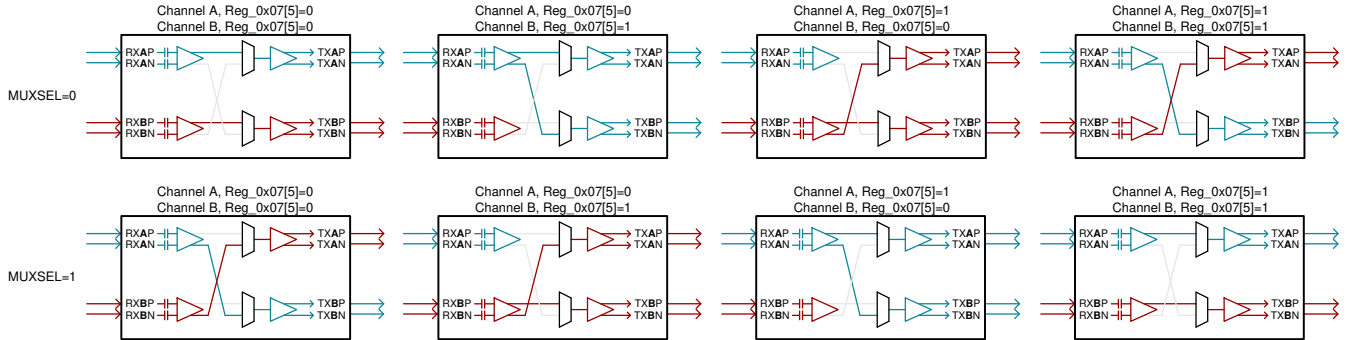 Channel A, Reg_0x07[5]=0
Channel B, Reg_0x07[5]=0
Channel A, Reg_0x07[5]=0
Channel B, Reg_0x07[5]=1
Channel A, Reg_0x07[5]=1
Channel B, Reg_0x07[5]=0
Channel A, Reg_0x07[5]=1
Channel B, Reg_0x07[5]=1
MUXSEL=0
RXAP
RXAN
TXAP
TXAN
RXBP
RXBN
TXBP
TXBN
RXAP
RXAN
TXAP
TXAN
RXBP
RXBN
TXBP
TXBN
RXAP
RXAN
TXAP
TXAN
RXBP
RXBN
TXBP
TXBN
RXAP
RXAN
TXAP
TXAN
RXBP
RXBN
TXBP
TXBN
Channel A, Reg_0x07[5]=0
Channel B, Reg_0x07[5]=0
Channel A, Reg_0x07[5]=0
Channel B, Reg_0x07[5]=1
Channel A, Reg_0x07[5]=1
Channel B, Reg_0x07[5]=0
Channel A, Reg_0x07[5]=1
Channel B, Reg_0x07[5]=1
MUXSEL=1
RXAP
RXAN
TXAP
TXAN
RXBP
RXBN
TXBP
TXBN
RXAP
RXAN
TXAP
TXAN
RXBP
RXBN
TXBP
TXBN
RXAP
RXAN
TXAP
TXAN
RXBP
RXBN
TXBP
TXBN
RXAP
RXAN
TXAP
TXAN
RXBP
RXBN
TXBP
TXBN